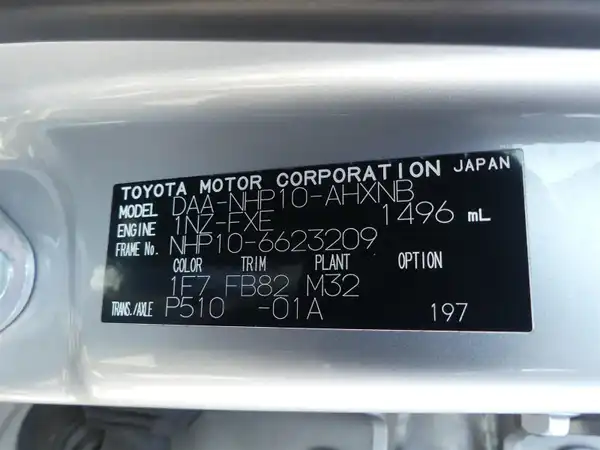 TOYOTA MOTOR CORPORATION JAPAN
MODEL DAA-NHP10-AHXNB
ENGINE 1NZ-FXE 1496 mL
FRAME No. NHP10-6623209
COLOR TRIM PLANT OPTION
1F7 FB82 M32
TRANS./AXLE P510 -01A 197